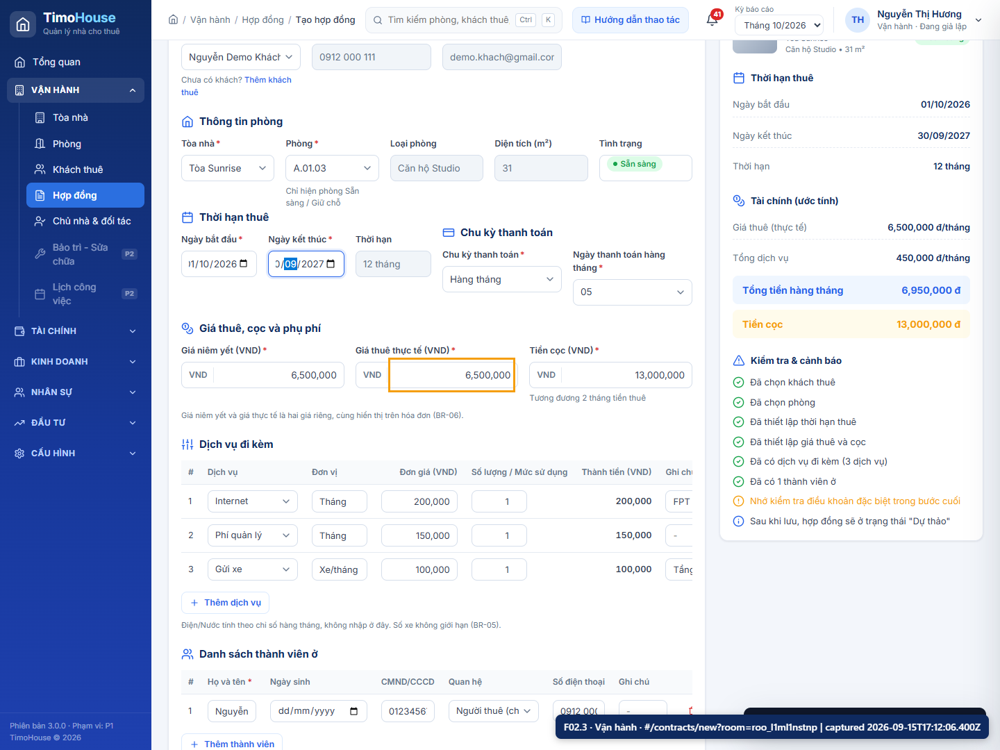 TimoHouse
Quản lý nhà cho thuê
Tổng quan
VẬN HÀNH
Tòa nhà
Phòng
Khách thuê
Hợp đồng
Chủ nhà & đối tác
Bảo trì - Sửa chữa
P2
Lịch công việc
P2
TÀI CHÍNH
KINH DOANH
NHÂN SỰ
ĐẦU TƯ
CẤU HÌNH
Phiên bản 3.0.0 · Phạm vi: P1
TimoHouse © 2026
/ Vận hành / Hợp đồng / Tạo hợp đồng
Tìm kiếm phòng, khách thuê
Ctrl K
Hướng dẫn thao tác
41
Kỳ báo cáo
Tháng 10/2026
TH
Nguyễn Thị Hương
Vận hành · Đang giả lập
Nguyễn Demo Khách
0912 000 111
demo.khach@gmail.com
Chưa có khách? Thêm khách thuê
Thông tin phòng
Tòa nhà *
Phòng *
Loại phòng
Diện tích (m²)
Tình trạng
Tòa Sunrise
A.01.03
Căn hộ Studio
31
Sẵn sàng
Chỉ hiện phòng Sẵn sàng / Giữ chỗ
Thời hạn thuê
Ngày bắt đầu *
Ngày kết thúc *
Thời hạn
01/10/2026
0/09/2027
12 tháng
Chu kỳ thanh toán
Chu kỳ thanh toán *
Ngày thanh toán hàng tháng *
Hàng tháng
05
Giá thuê, cọc và phụ phí
Giá niêm yết (VND) *
Giá thuê thực tế (VND) *
Tiền cọc (VND) *
VND 6,500,000
VND 6,500,000
VND 13,000,000
Tương đương 2 tháng tiền thuê
Giá niêm yết và giá thực tế là hai giá riêng, cùng hiển thị trên hóa đơn (BR-06).
Dịch vụ đi kèm
# Dịch vụ Đơn vị Đơn giá (VND) Số lượng / Mức sử dụng Thành tiền (VND) Ghi chú
1 Internet Tháng 200,000 1 200,000 FPT
2 Phí quản lý Tháng 150,000 1 150,000 -
3 Gửi xe Xe/tháng 100,000 1 100,000 Tầng
Thêm dịch vụ
Điện/Nước tính theo chỉ số hàng tháng, không nhập ở đây. Số xe không giới hạn (BR-05).
Danh sách thành viên ở
# Họ và tên * Ngày sinh CMND/CCCD Quan hệ Số điện thoại Ghi chú
1 Nguyễn dd/mm/yyyy 0123456 Người thuê (ch 0912 00 -
Thêm thành viên
Căn hộ Studio • 31 m²
Thời hạn thuê
Ngày bắt đầu 01/10/2026
Ngày kết thúc 30/09/2027
Thời hạn 12 tháng
Tài chính (ước tính)
Giá thuê (thực tế) 6,500,000 đ/tháng
Tổng dịch vụ 450,000 đ/tháng
Tổng tiền hàng tháng 6,950,000 đ
Tiền cọc 13,000,000 đ
Kiểm tra & cảnh báo
Đã chọn khách thuê
Đã chọn phòng
Đã thiết lập thời hạn thuê
Đã thiết lập giá thuê và cọc
Đã có dịch vụ đi kèm (3 dịch vụ)
Đã có 1 thành viên ở
Nhớ kiểm tra điều khoản đặc biệt trong bước cuối
Sau khi lưu, hợp đồng sẽ ở trạng thái "Dự thảo"
F02.3 · Vận hành · #/contracts/new?room=roo_l1ml1nstnp | captured 2026-09-15T17:12:06.400Z